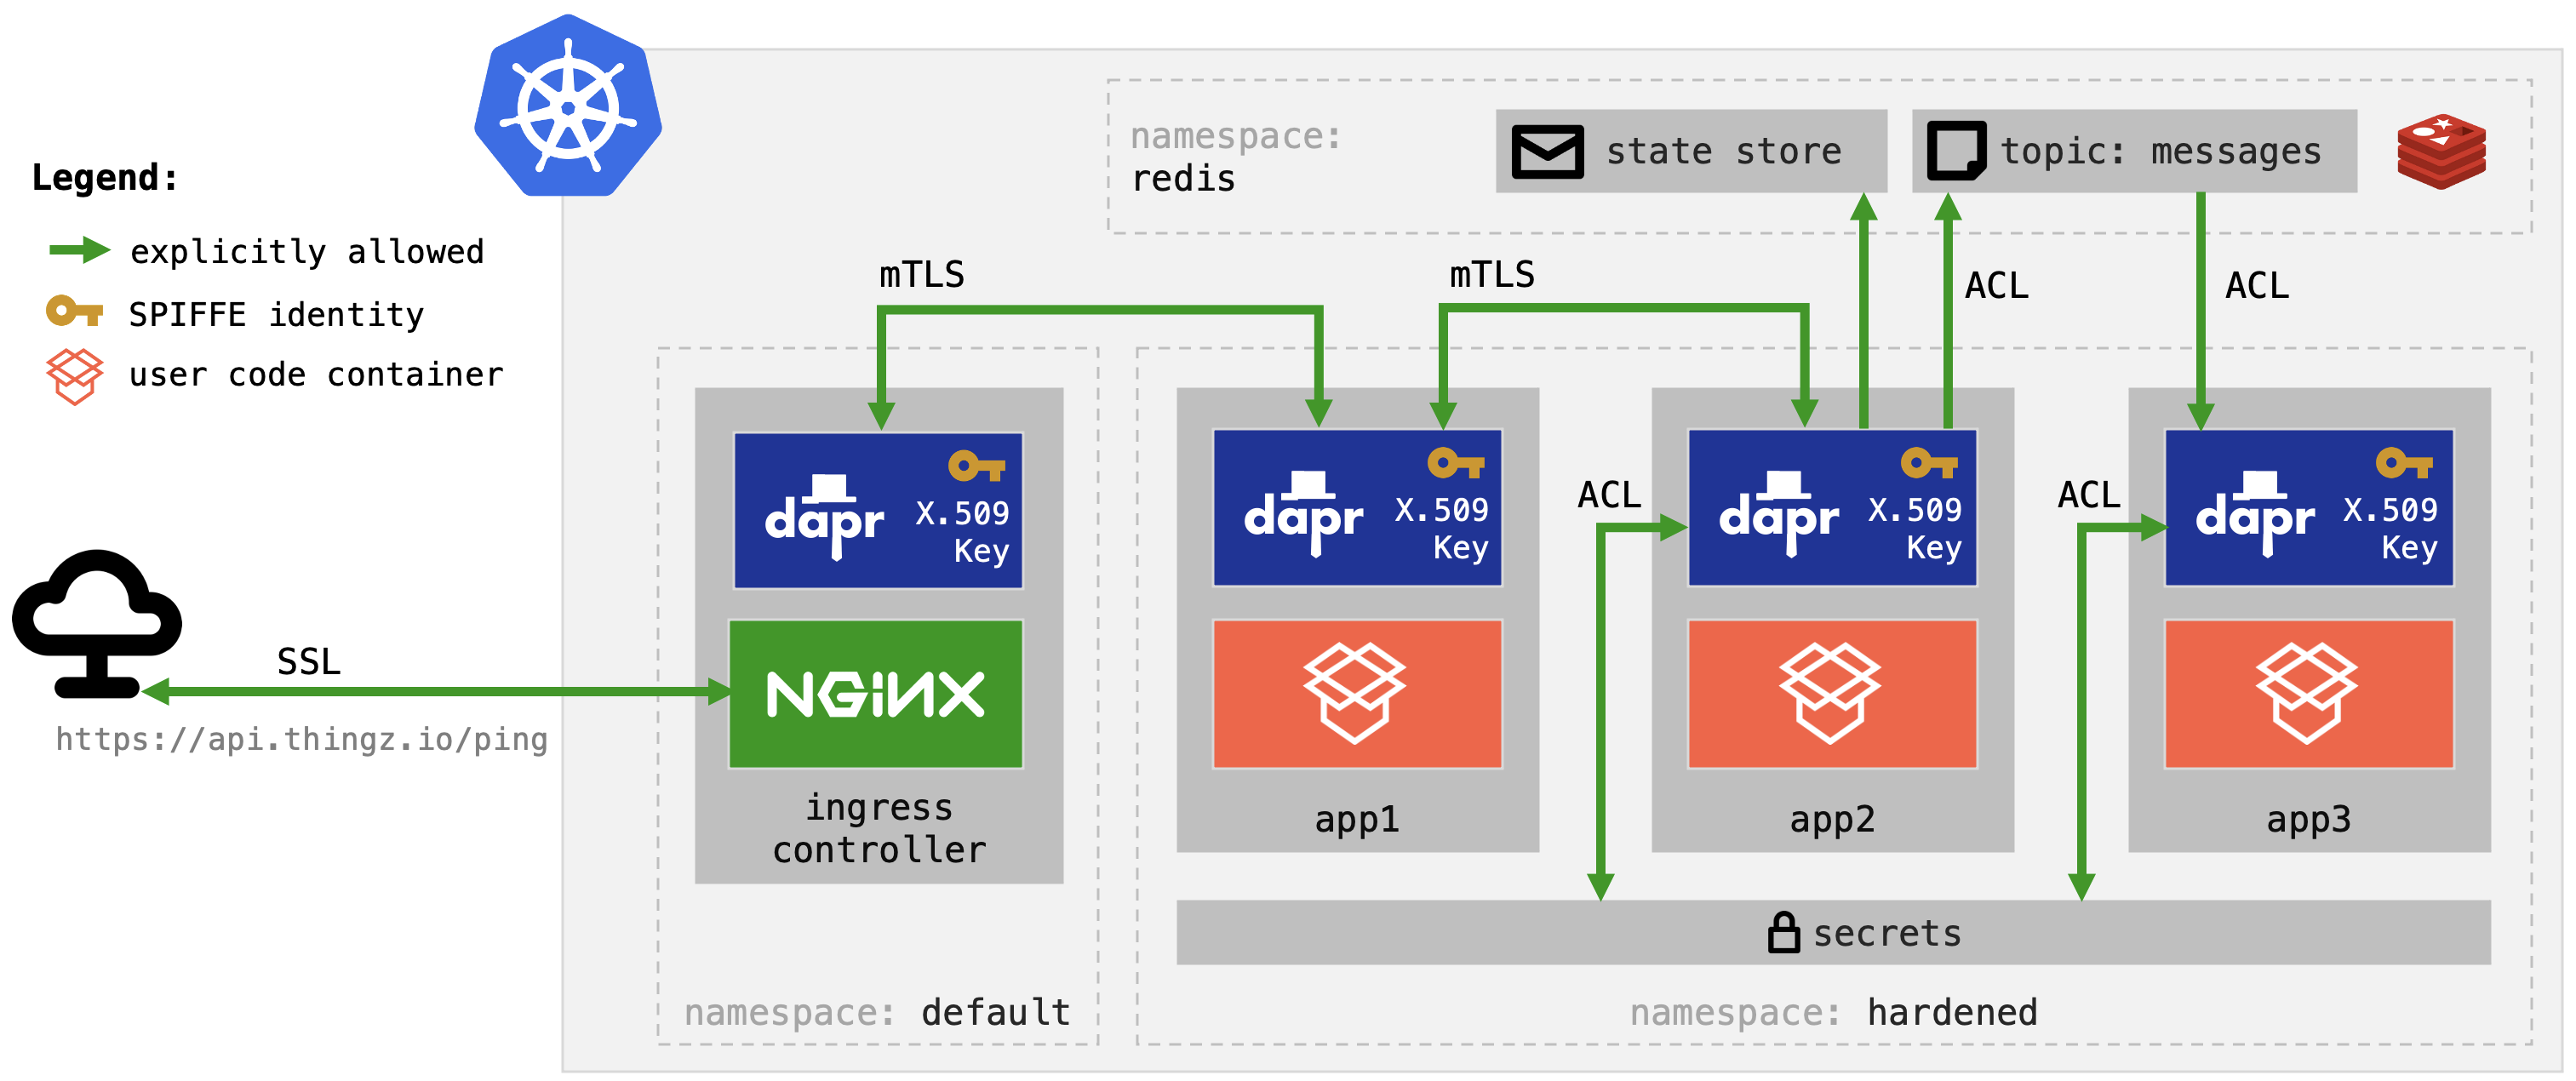 Legend:
explicitly allowed
SPIFFE identity
user code container
namespace:
redis
state store
topic: messages
mTLS
mTLS
ACL
ACL
dapr
X.509
Key
dapr
X.509
Key
ACL
dapr
X.509
Key
ACL
dapr
X.509
Key
SSL
https://api.thingz.io/ping
NGINX
ingress
controller
app1
app2
app3
secrets
namespace: default
namespace: hardened